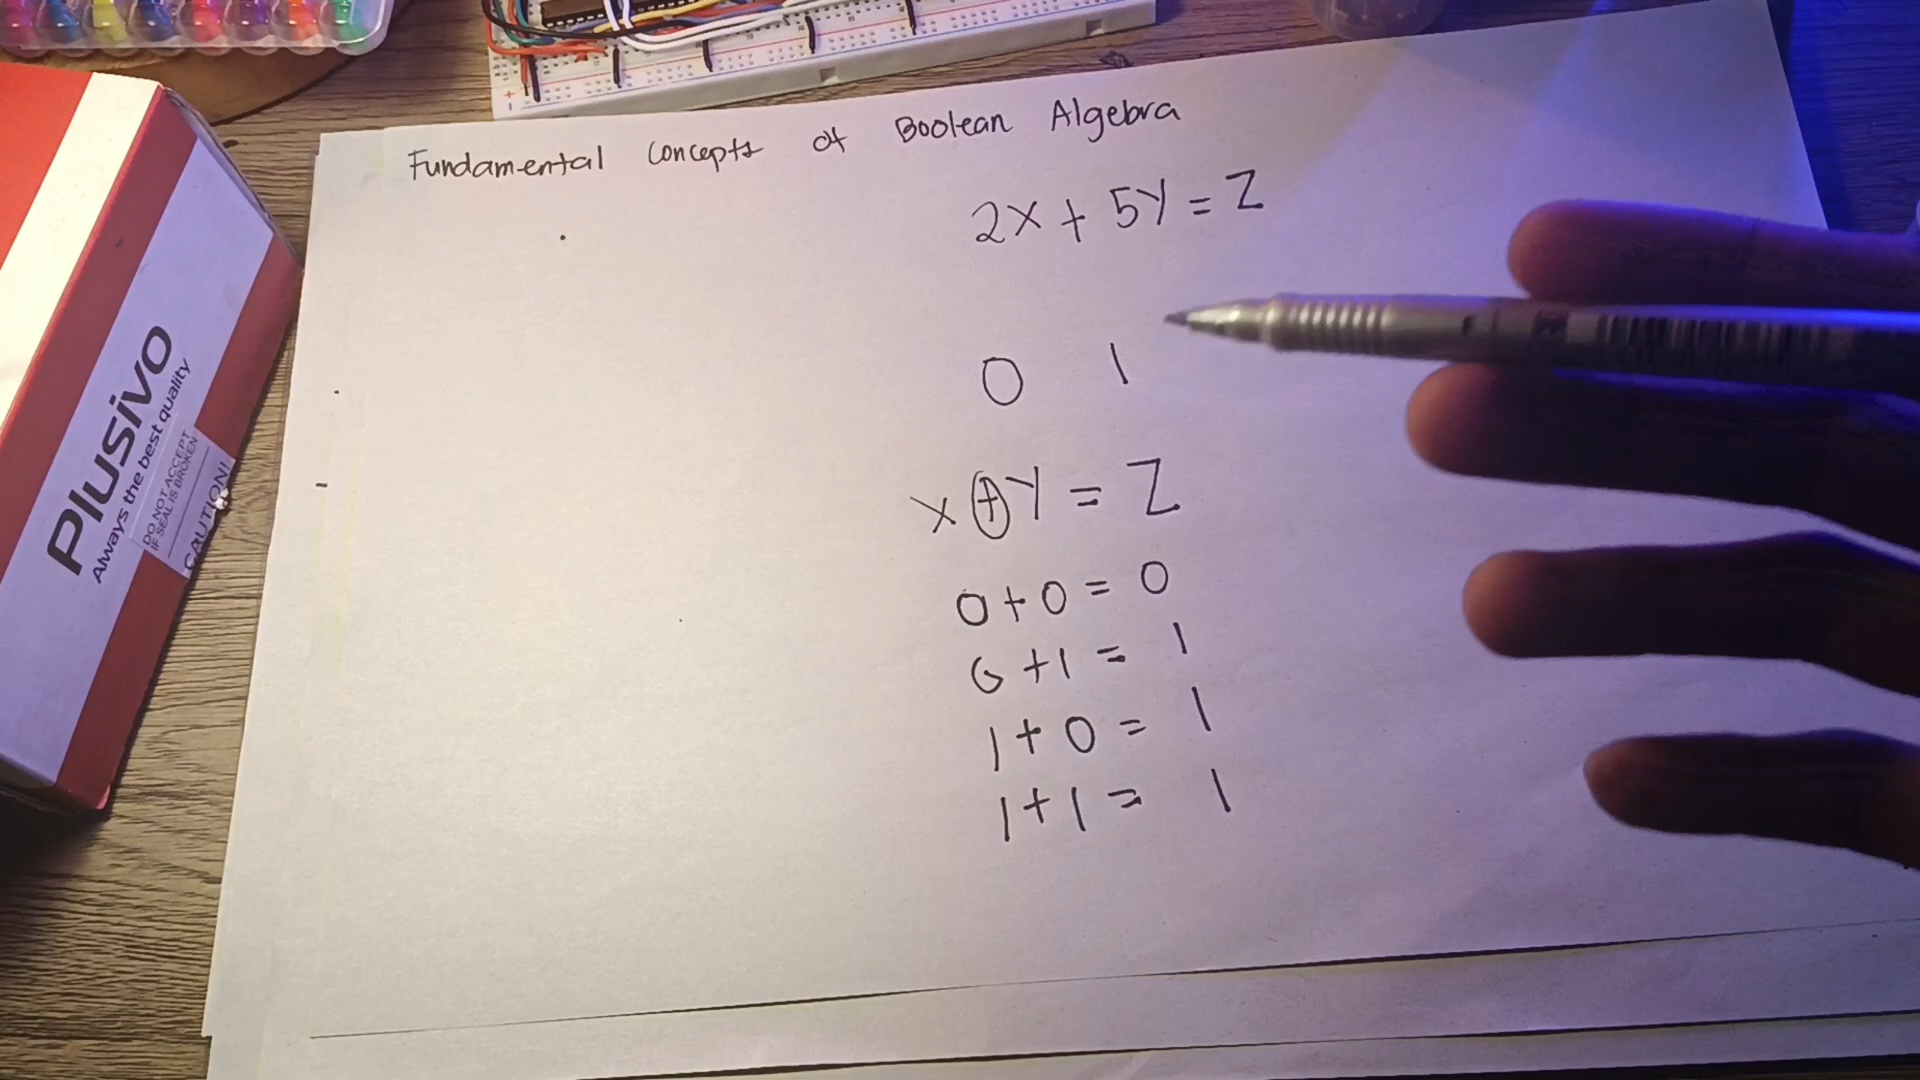 Fundamental Concepts of Boolean Algebra
2X + 5Y = Z
0 1
X ⊕ Y = Z
0 + 0 = 0
0 + 1 = 1
1 + 0 = 1
1 + 1 = 1
Plusivo
Always the best quality
DO NOT ACCEPT
IF SEAL IS BROKEN
CAUTION!